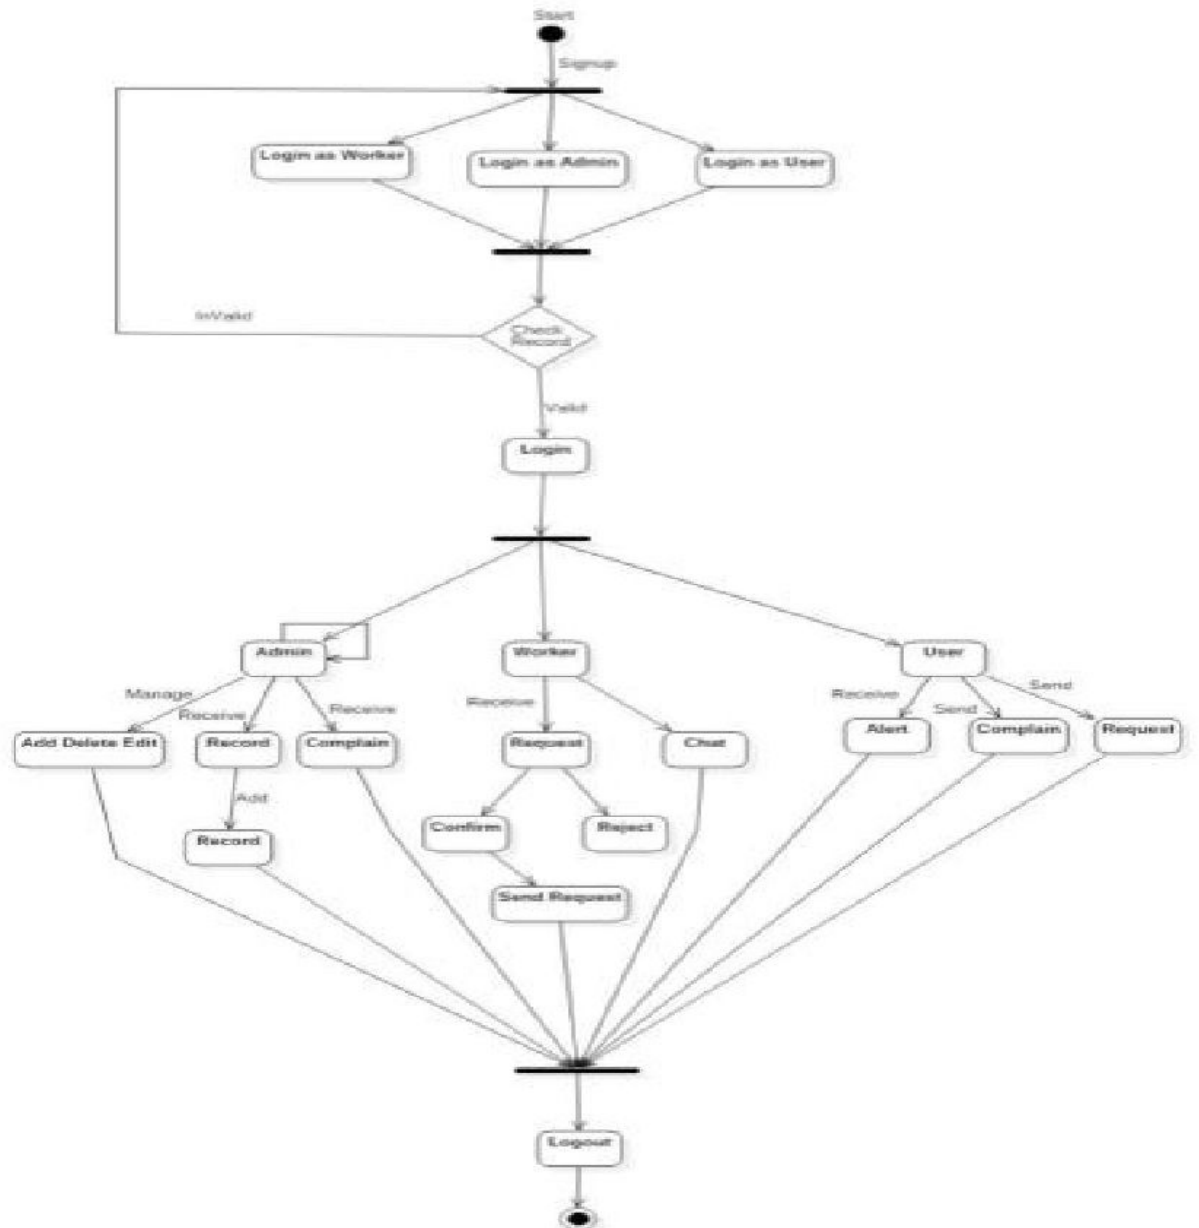 Start
Signup
Login as Worker
Login as Admin
Login as User
InValid
Check
Record
Valid
Login
Admin
Worker
User
Manage
Receive
Receive
Receive
Receive
Send
Send
Add Delete Edit
Record
Complain
Request
Chat
Alert
Complain
Request
Add
Record
Confirm
Reject
Send Request
Logout